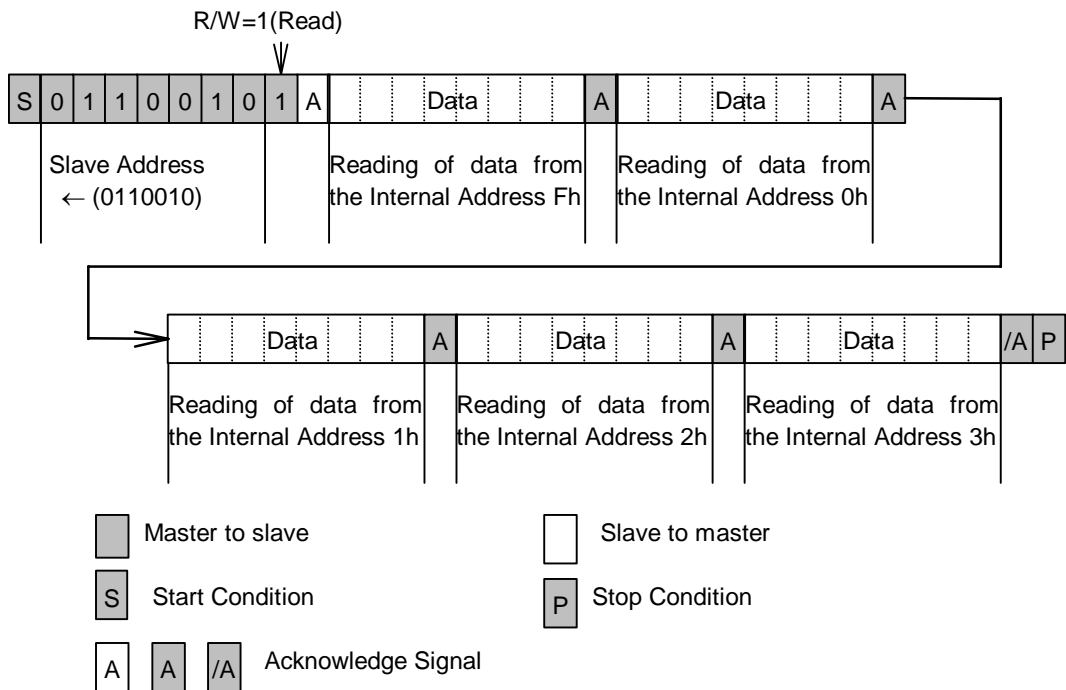 R/W=1(Read)
S 0 1 1 0 0 1 0 1 A Data A Data A
Slave Address
← (0110010)
Reading of data from
the Internal Address Fh
Reading of data from
the Internal Address 0h
Data A Data A Data /A P
Reading of data from
the Internal Address 1h
Reading of data from
the Internal Address 2h
Reading of data from
the Internal Address 3h
Master to slave
Slave to master
S Start Condition
P Stop Condition
A A /A Acknowledge Signal